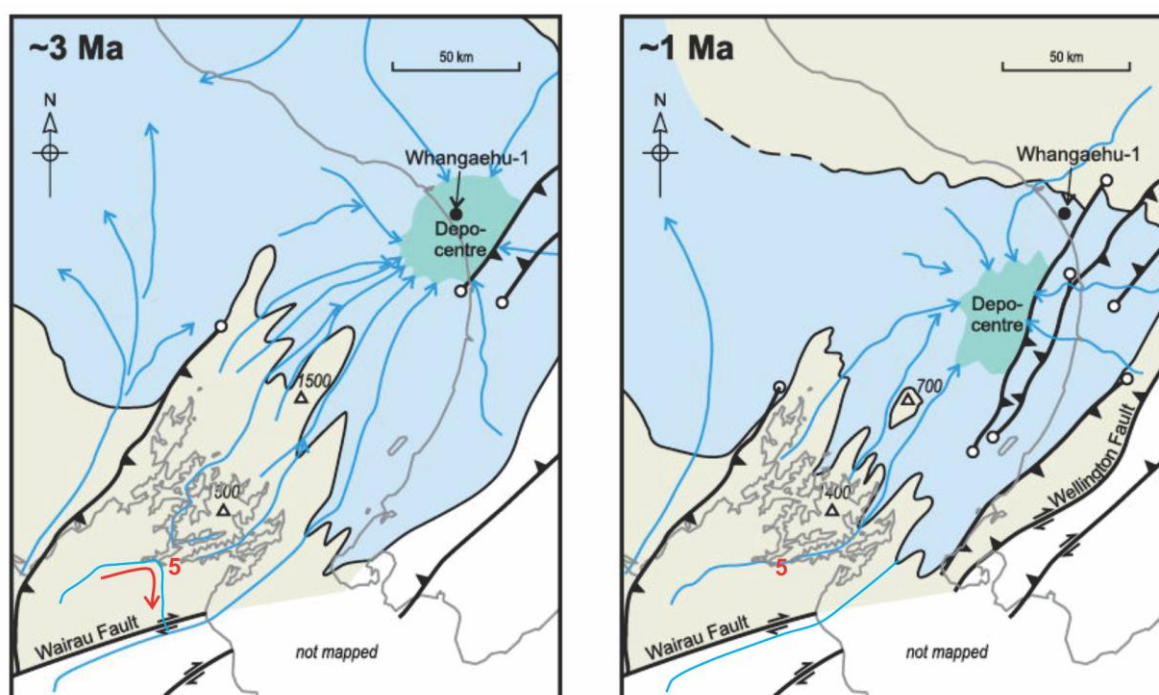 ~3 Ma
50 km
N
Whangaehu-1
Depo-
centre
1500
500
5
Wairau Fault
not mapped
~1 Ma
50 km
N
Whangaehu-1
Depo-
centre
700
400
5
Wellington Fault
Wairau Fault
not mapped